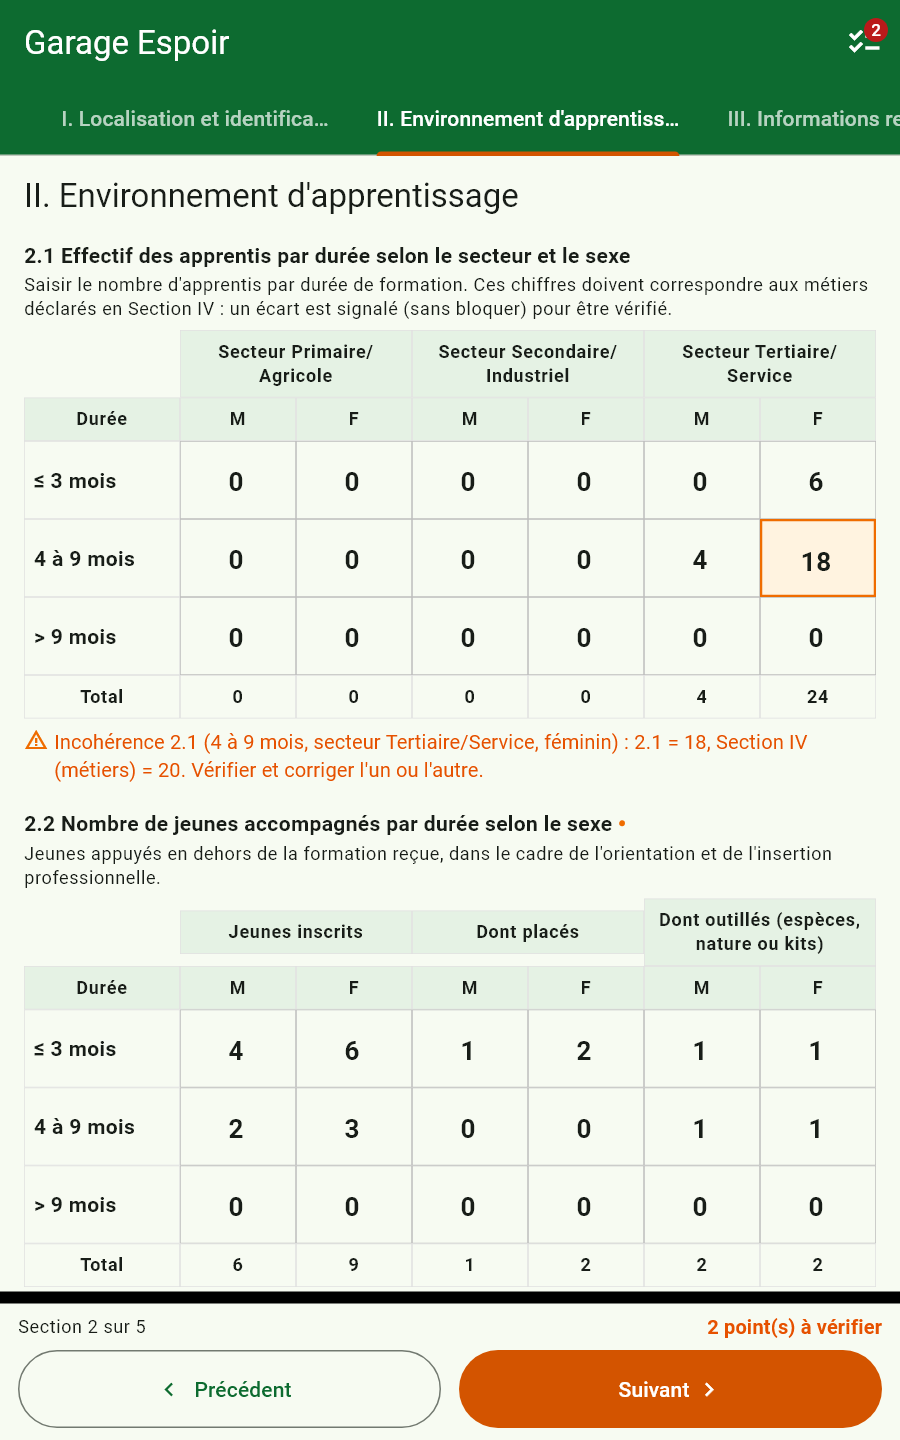 Garage Espoir
2
I. Localisation et identifica...
II. Environnement d'apprentiss...
III. Informations re
II. Environnement d'apprentissage
2.1 Effectif des apprentis par durée selon le secteur et le sexe
Saisir le nombre d'apprentis par durée de formation. Ces chiffres doivent correspondre aux métiers
déclarés en Section IV : un écart est signalé (sans bloquer) pour être vérifié.
Secteur Primaire/
Agricole
Secteur Secondaire/
Industriel
Secteur Tertiaire/
Service
Durée M F M F M F
≤ 3 mois 0 0 0 0 0 6
4 à 9 mois 0 0 0 0 4 18
> 9 mois 0 0 0 0 0 0
Total 0 0 0 0 4 24
Incohérence 2.1 (4 à 9 mois, secteur Tertiaire/Service, féminin) : 2.1 = 18, Section IV
(métiers) = 20. Vérifier et corriger l'un ou l'autre.
2.2 Nombre de jeunes accompagnés par durée selon le sexe •
Jeunes appuyés en dehors de la formation reçue, dans le cadre de l'orientation et de l'insertion
professionnelle.
Jeunes inscrits
Dont placés
Dont outillés (espèces,
nature ou kits)
Durée M F M F M F
≤ 3 mois 4 6 1 2 1 1
4 à 9 mois 2 3 0 0 1 1
> 9 mois 0 0 0 0 0 0
Total 6 9 1 2 2 2
Section 2 sur 5
2 point(s) à vérifier
Précédent
Suivant